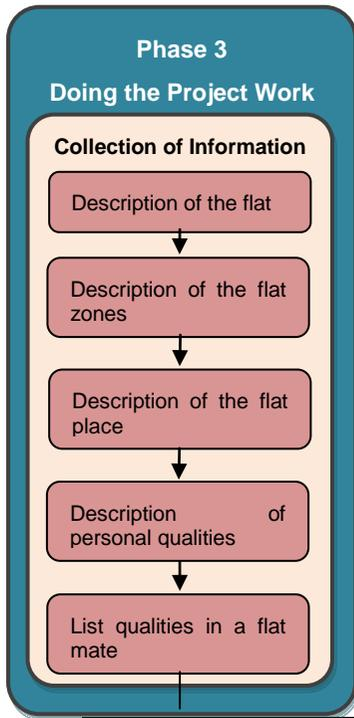 Phase 3
Doing the Project Work
Collection of Information
Description of the flat
Description of the flat
zones
Description of the flat
place
Description of
personal qualities
List qualities in a flat
mate